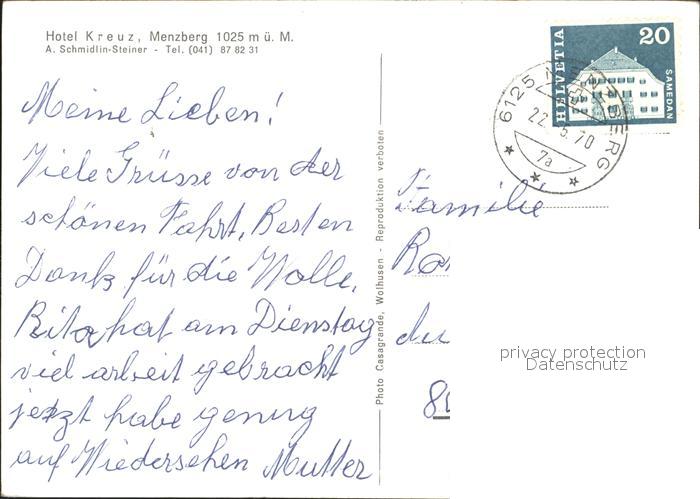 Hotel Kreuz, Menzberg 1025 m ü. M.
A. Schmidlin-Steiner - Tel. (041) 87 82 31
HELVETIA
20
SAMEDAN
6125 MENZBERG
22.5.70
7a
Meine Lieben!
Viele Grüsse von der
schönen Fahrt, Besten
Dank für die Wolle,
Rita hat am Dienstag
viel arbeit gebracht
jetzt habe genug
auf Wiedersehen Mutter
Photo Casagrande, Wolhusen - Reproduktion verboten
Familie
du
privacy protection
Datenschutz